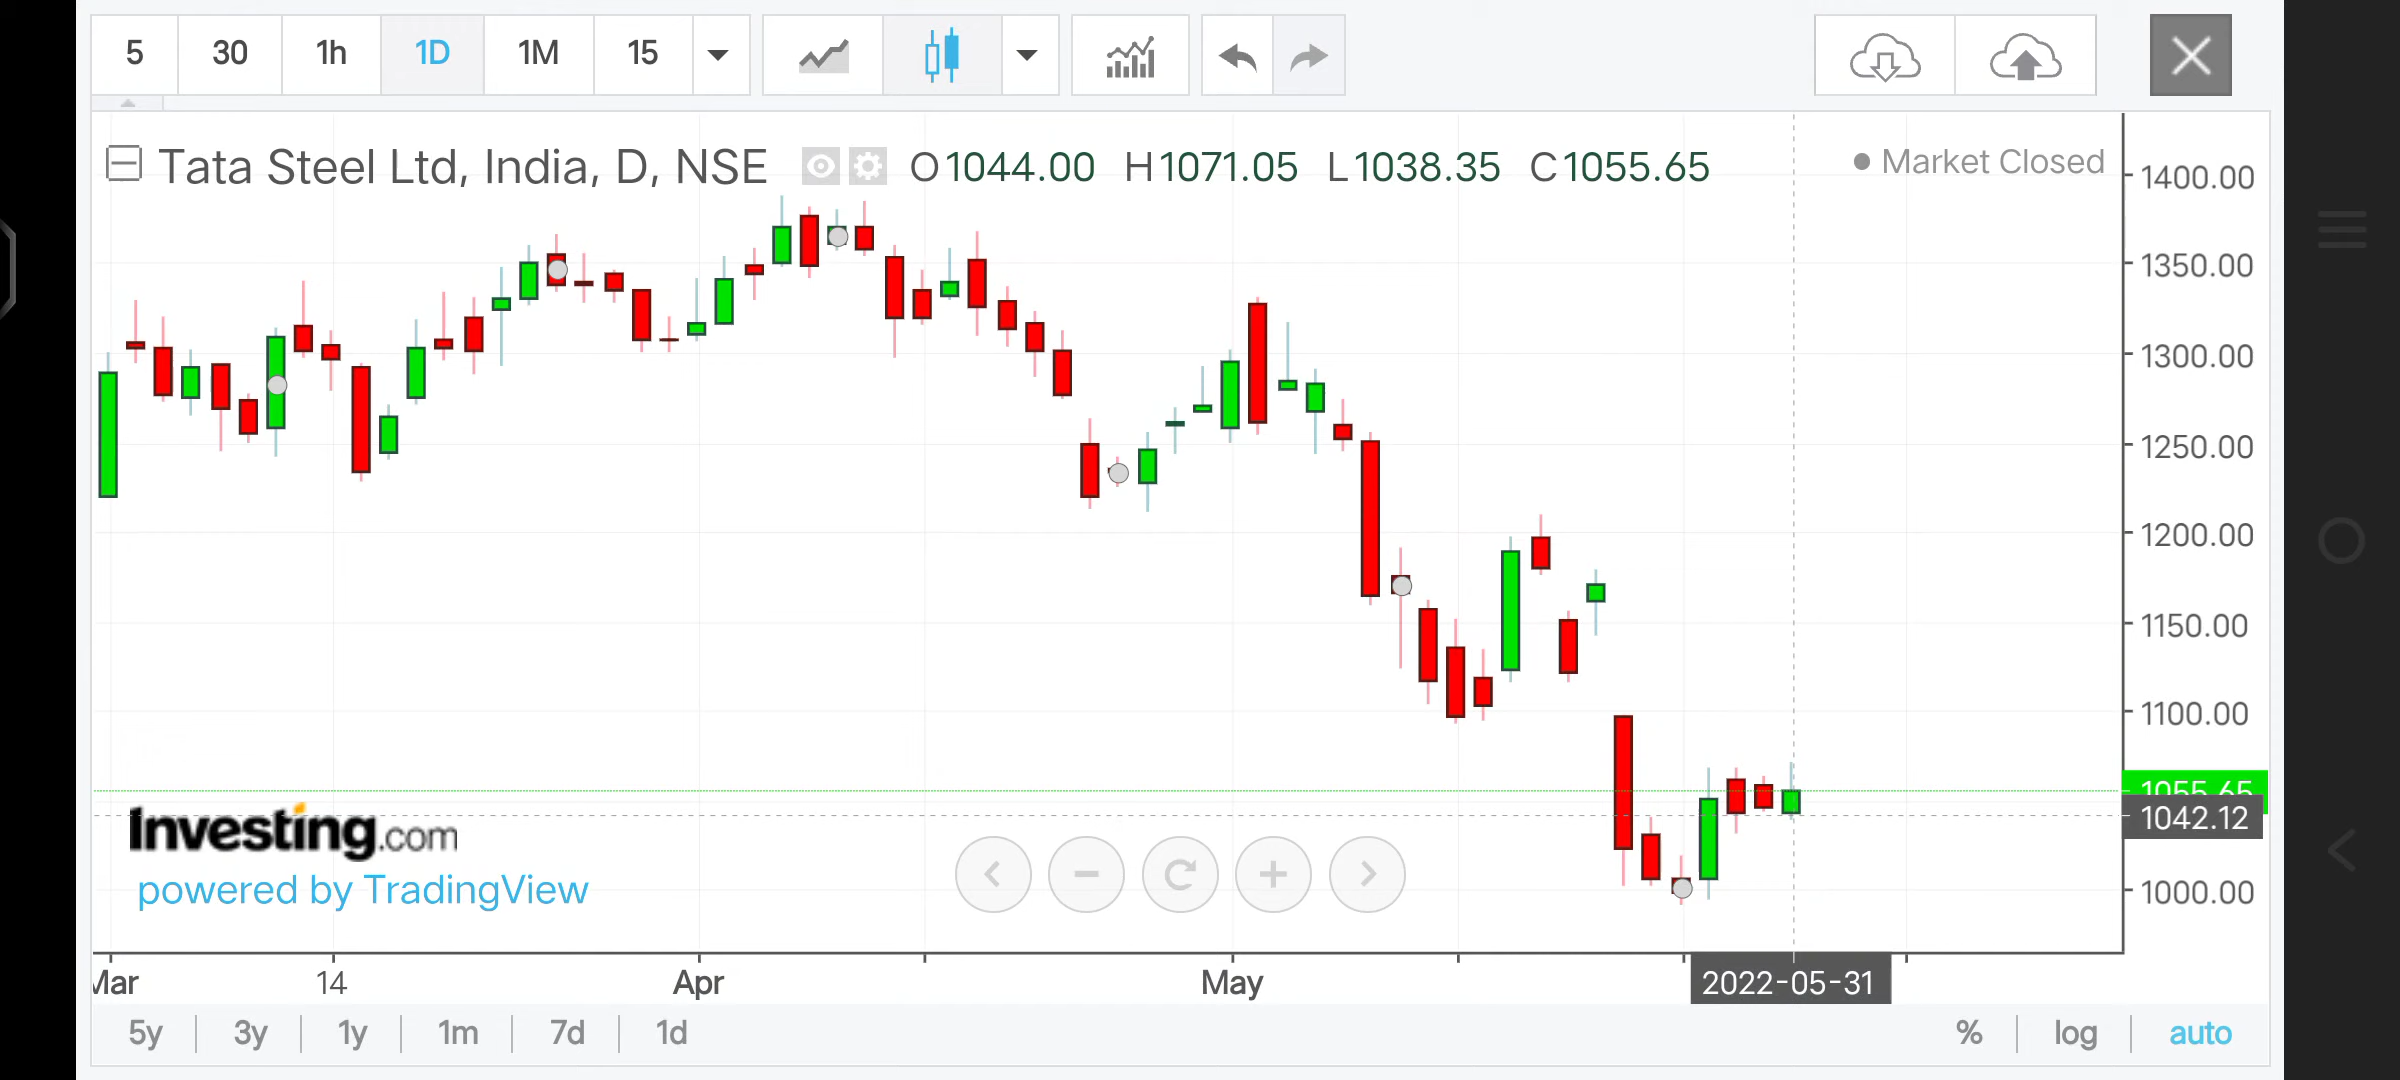 5 30 1h 1D 1M 15
Tata Steel Ltd, India, D, NSE O1044.00 H1071.05 L1038.35 C1055.65 Market Closed
1400.00
1350.00
1300.00
1250.00
1200.00
1150.00
1100.00
1055.65
1042.12
1000.00
Investing.com
powered by TradingView
Mar 14 Apr May 2022-05-31
5y 3y 1y 1m 7d 1d % log auto